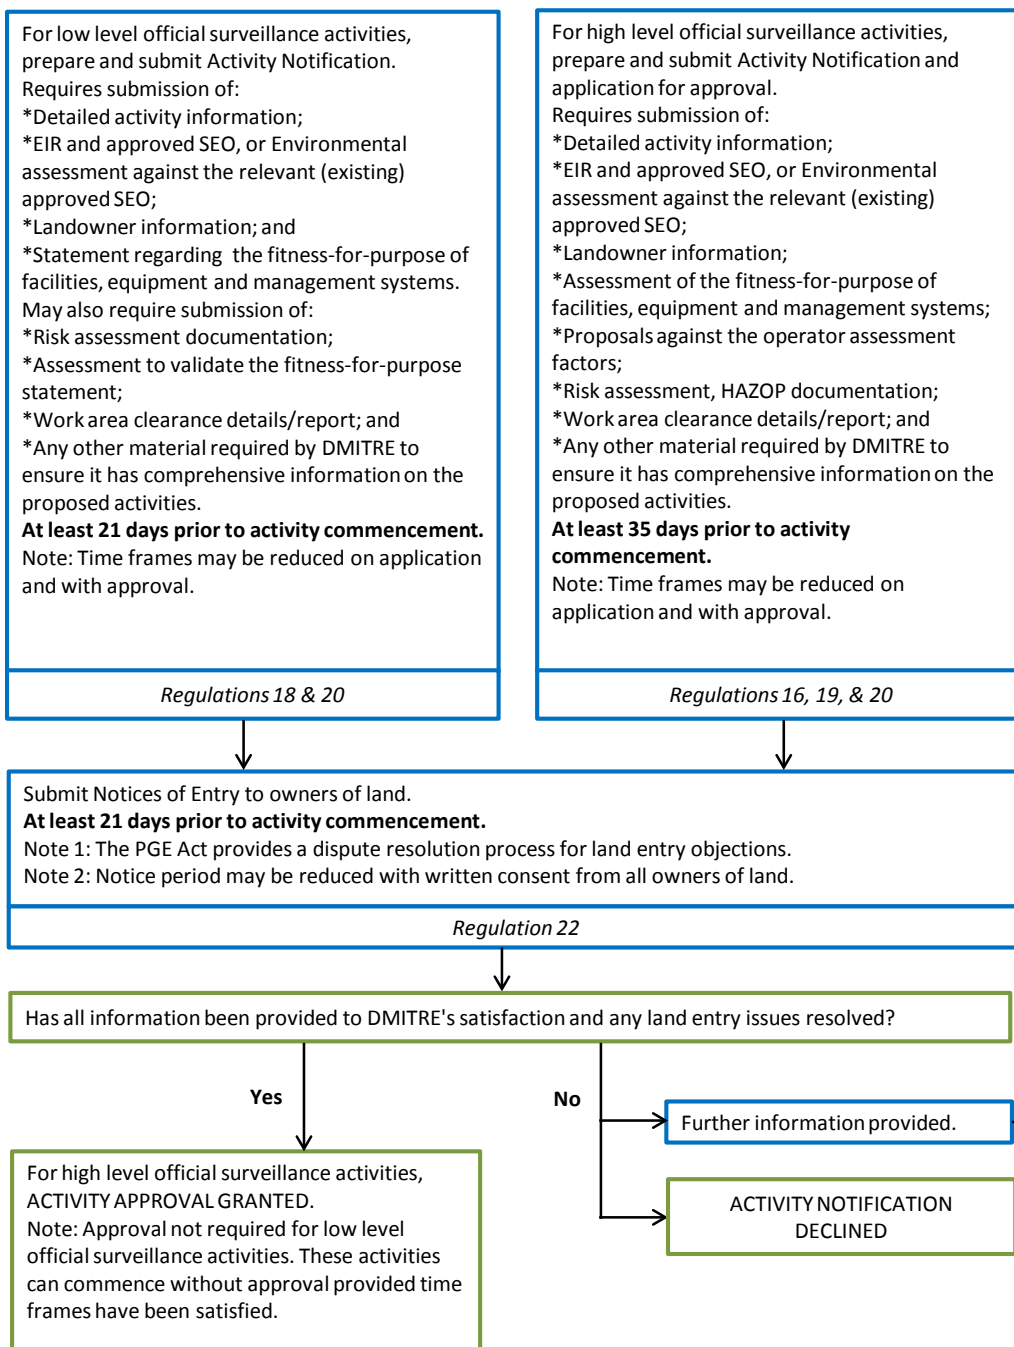 For low level official surveillance activities,
prepare and submit Activity Notification.
Requires submission of:
*Detailed activity information;
*EIR and approved SEO, or Environmental
assessment against the relevant (existing)
approved SEO;
*Landowner information; and
*Statement regarding the fitness-for-purpose of
facilities, equipment and management systems.
May also require submission of:
*Risk assessment documentation;
*Assessment to validate the fitness-for-purpose
statement;
*Work area clearance details/report; and
*Any other material required by DMITRE to
ensure it has comprehensive information on the
proposed activities.
At least 21 days prior to activity commencement.
Note: Time frames may be reduced on application
and with approval.
Regulations 18 & 20
For high level official surveillance activities,
prepare and submit Activity Notification and
application for approval.
Requires submission of:
*Detailed activity information;
*EIR and approved SEO, or Environmental
assessment against the relevant (existing)
approved SEO;
*Landowner information;
*Assessment of the fitness-for-purpose of
facilities, equipment and management systems;
*Proposals against the operator assessment
factors;
*Risk assessment, HAZOP documentation;
*Work area clearance details/report; and
*Any other material required by DMITRE to
ensure it has comprehensive information on the
proposed activities.
At least 35 days prior to activity
commencement.
Note: Time frames may be reduced on
application and with approval.
Regulations 16, 19, & 20
Submit Notices of Entry to owners of land.
At least 21 days prior to activity commencement.
Note 1: The PGE Act provides a dispute resolution process for land entry objections.
Note 2: Notice period may be reduced with written consent from all owners of land.
Regulation 22
Has all information been provided to DMITRE's satisfaction and any land entry issues resolved?
Yes
No
Further information provided.
For high level official surveillance activities,
ACTIVITY APPROVAL GRANTED.
Note: Approval not required for low level
official surveillance activities. These activities
can commence without approval provided time
frames have been satisfied.
ACTIVITY NOTIFICATION
DECLINED